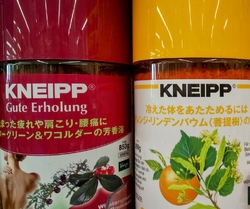 KNEIPP®
Gute Erholung
まった疲れや肩こり・腰痛に
ーグリーン＆ワコルダーの芳香浴
850g
KNEIPP®
冷えた体をあたためるには
レンジ・リンデンバウム(菩提樹)の